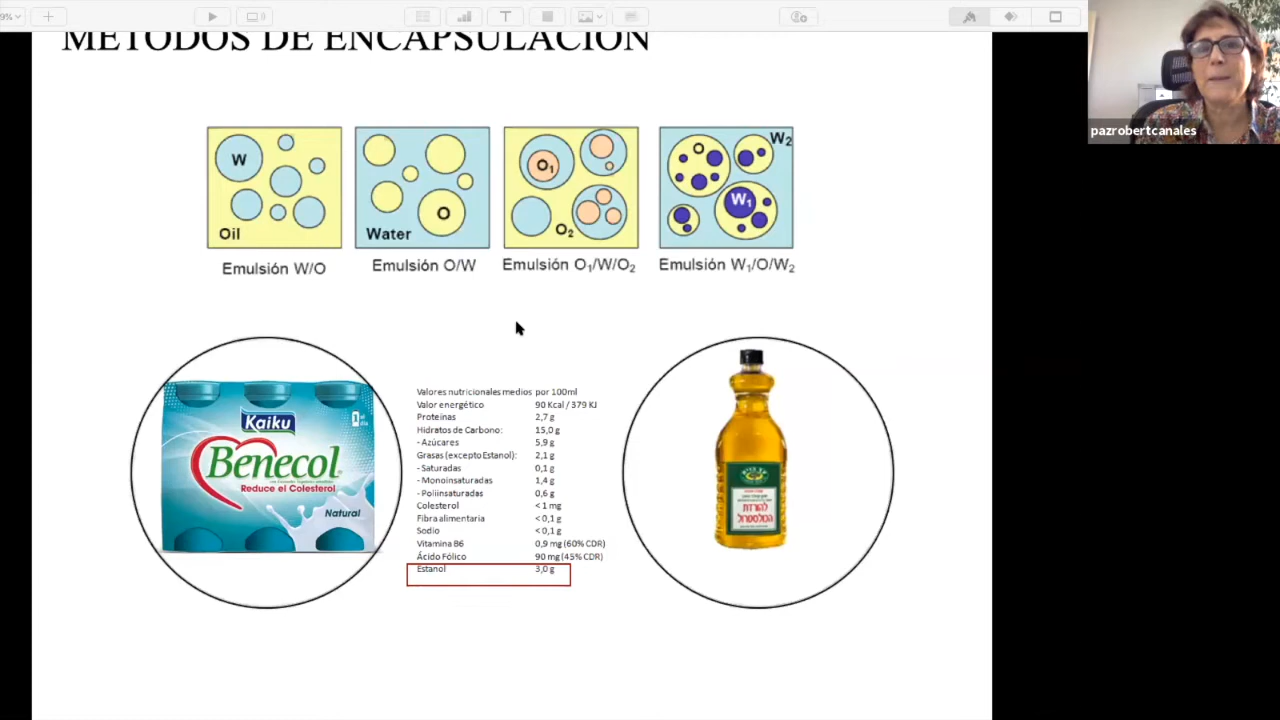 9%
MÉTODOS DE ENCAPSULACIÓN
pazrobertcanales
W
Oil
Water
O
O1
O2
O
W2
W1
Emulsión W/O
Emulsión O/W
Emulsión O1/W/O2
Emulsión W1/O/W2
Kaiku
Benecol
Reduce el Colesterol
Natural
Valores nutricionales medios por 100ml
Valor energético 90 Kcal / 379 KJ
Proteínas 2,7 g
Hidratos de Carbono: 15,0 g
- Azúcares 5,9 g
Grasas (excepto Estanol): 2,1 g
- Saturadas 0,1 g
- Monoinsaturadas 1,4 g
- Poliinsaturadas 0,6 g
Colesterol < 1 mg
Fibra alimentaria < 0,1 g
Sodio < 0,1 g
Vitamina B6 0,9 mg (60% CDR)
Ácido Fólico 90 mg (45% CDR)
Estanol 3,0 g
להורדת